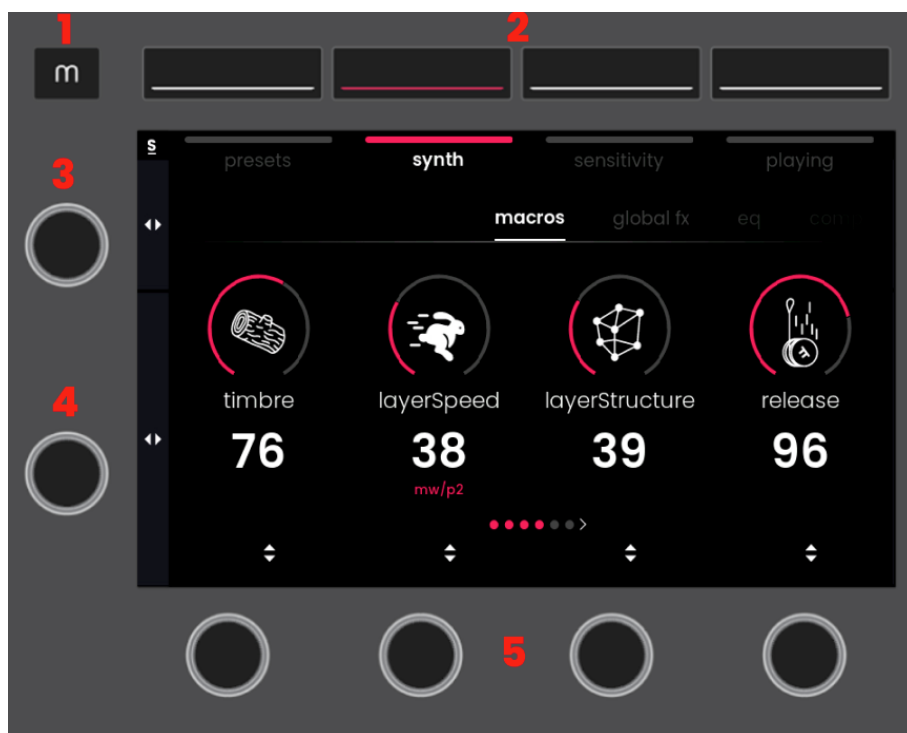 1
2
m
S
presets synth sensitivity playing
3
macros global fx eq com
timbre layerSpeed layerStructure release
4
76 38 39 96
mw/p2
5